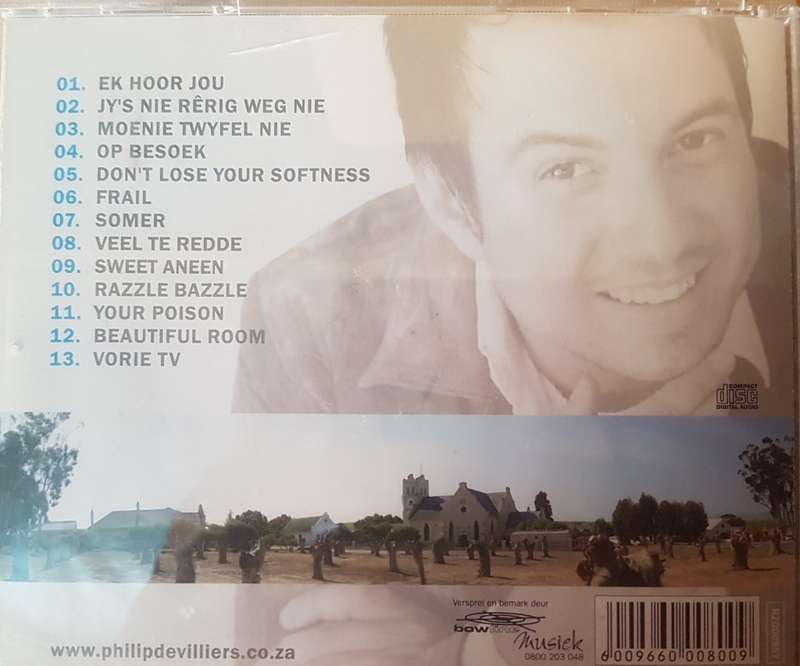 01. EK HOOR JOU
02. JY'S NIE RÊRIG WEG NIE
03. MOENIE TWYFEL NIE
04. OP BESOEK
05. DON'T LOSE YOUR SOFTNESS
06. FRAIL
07. SOMER
08. VEEL TE REDDE
09. SWEET ANEEN
10. RAZZLE BAZZLE
11. YOUR POISON
12. BEAUTIFUL ROOM
13. VORIE TV
COMPACT
disc
DIGITAL AUDIO
Versprei en bemark deur
bow
Musiek
0800 203 048
www.philipdevilliers.co.za
6 009660 008009